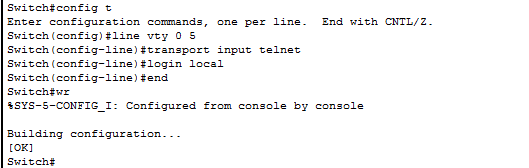 Switch#config t
Enter configuration commands, one per line.  End with CNTL/Z.
Switch(config)#line vty 0 5
Switch(config-line)#transport input telnet
Switch(config-line)#login local
Switch(config-line)#end
Switch#wr
%SYS-5-CONFIG_I: Configured from console by console
Building configuration...
[OK]
Switch#